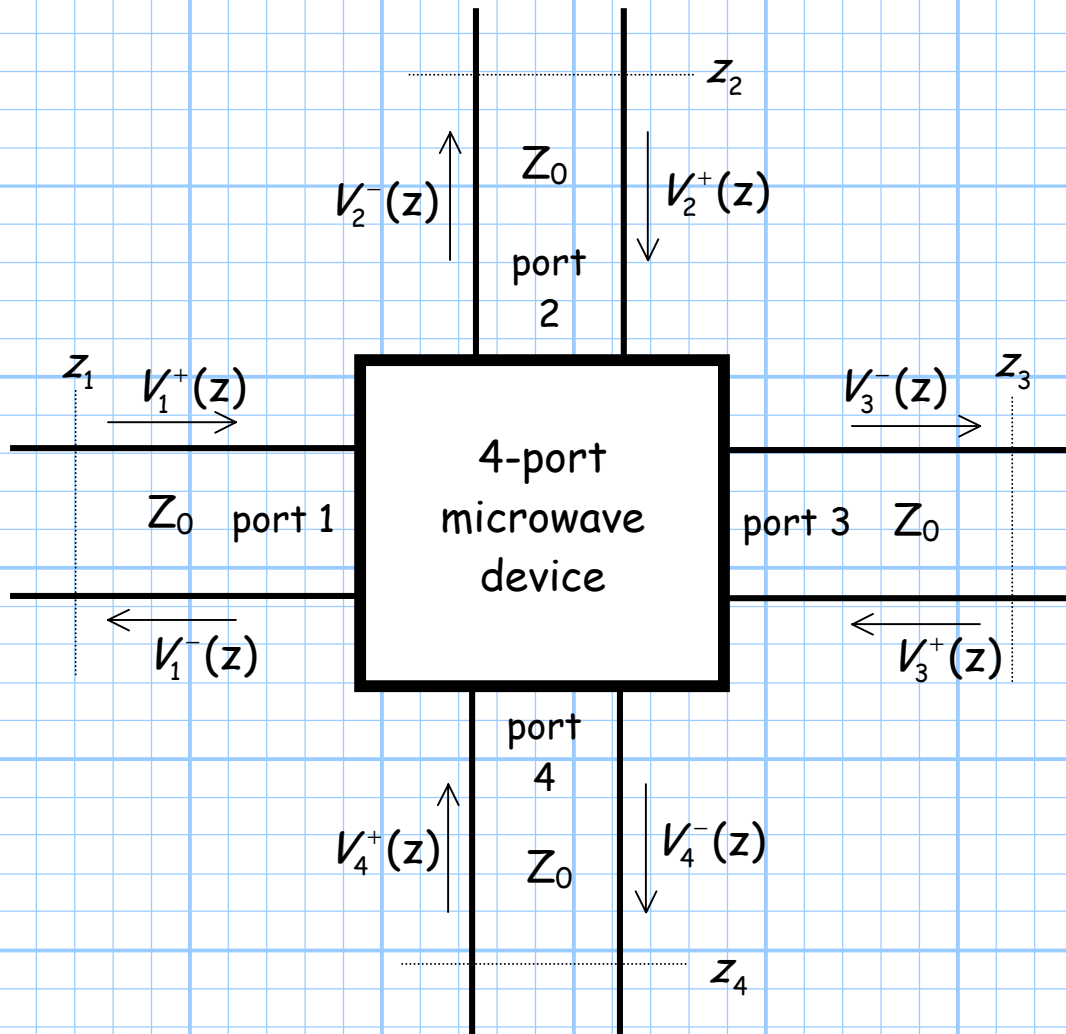 z₂
Z₀
V₂⁻(z)
V₂⁺(z)
port
2
z₁
V₁⁺(z)
V₃⁻(z)
z₃
4-port
microwave
device
Z₀ port 1
port 3 Z₀
V₁⁻(z)
V₃⁺(z)
port
4
V₄⁺(z)
V₄⁻(z)
Z₀
z₄